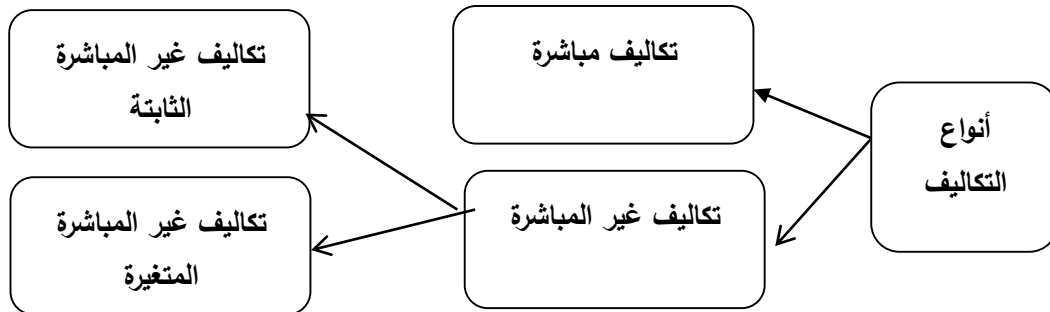 أنواع
التكاليف
تكاليف مباشرة
تكاليف غير المباشرة
تكاليف غير المباشرة
الثابتة
تكاليف غير المباشرة
المتغيرة